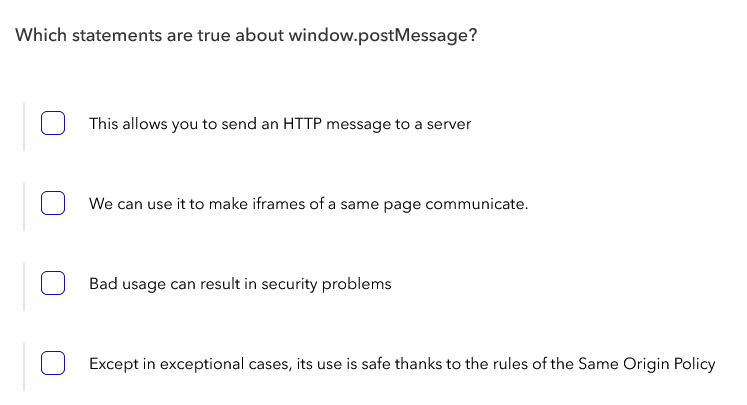 Which statements are true about window.postMessage?
This allows you to send an HTTP message to a server
We can use it to make iframes of a same page communicate.
Bad usage can result in security problems
Except in exceptional cases, its use is safe thanks to the rules of the Same Origin Policy